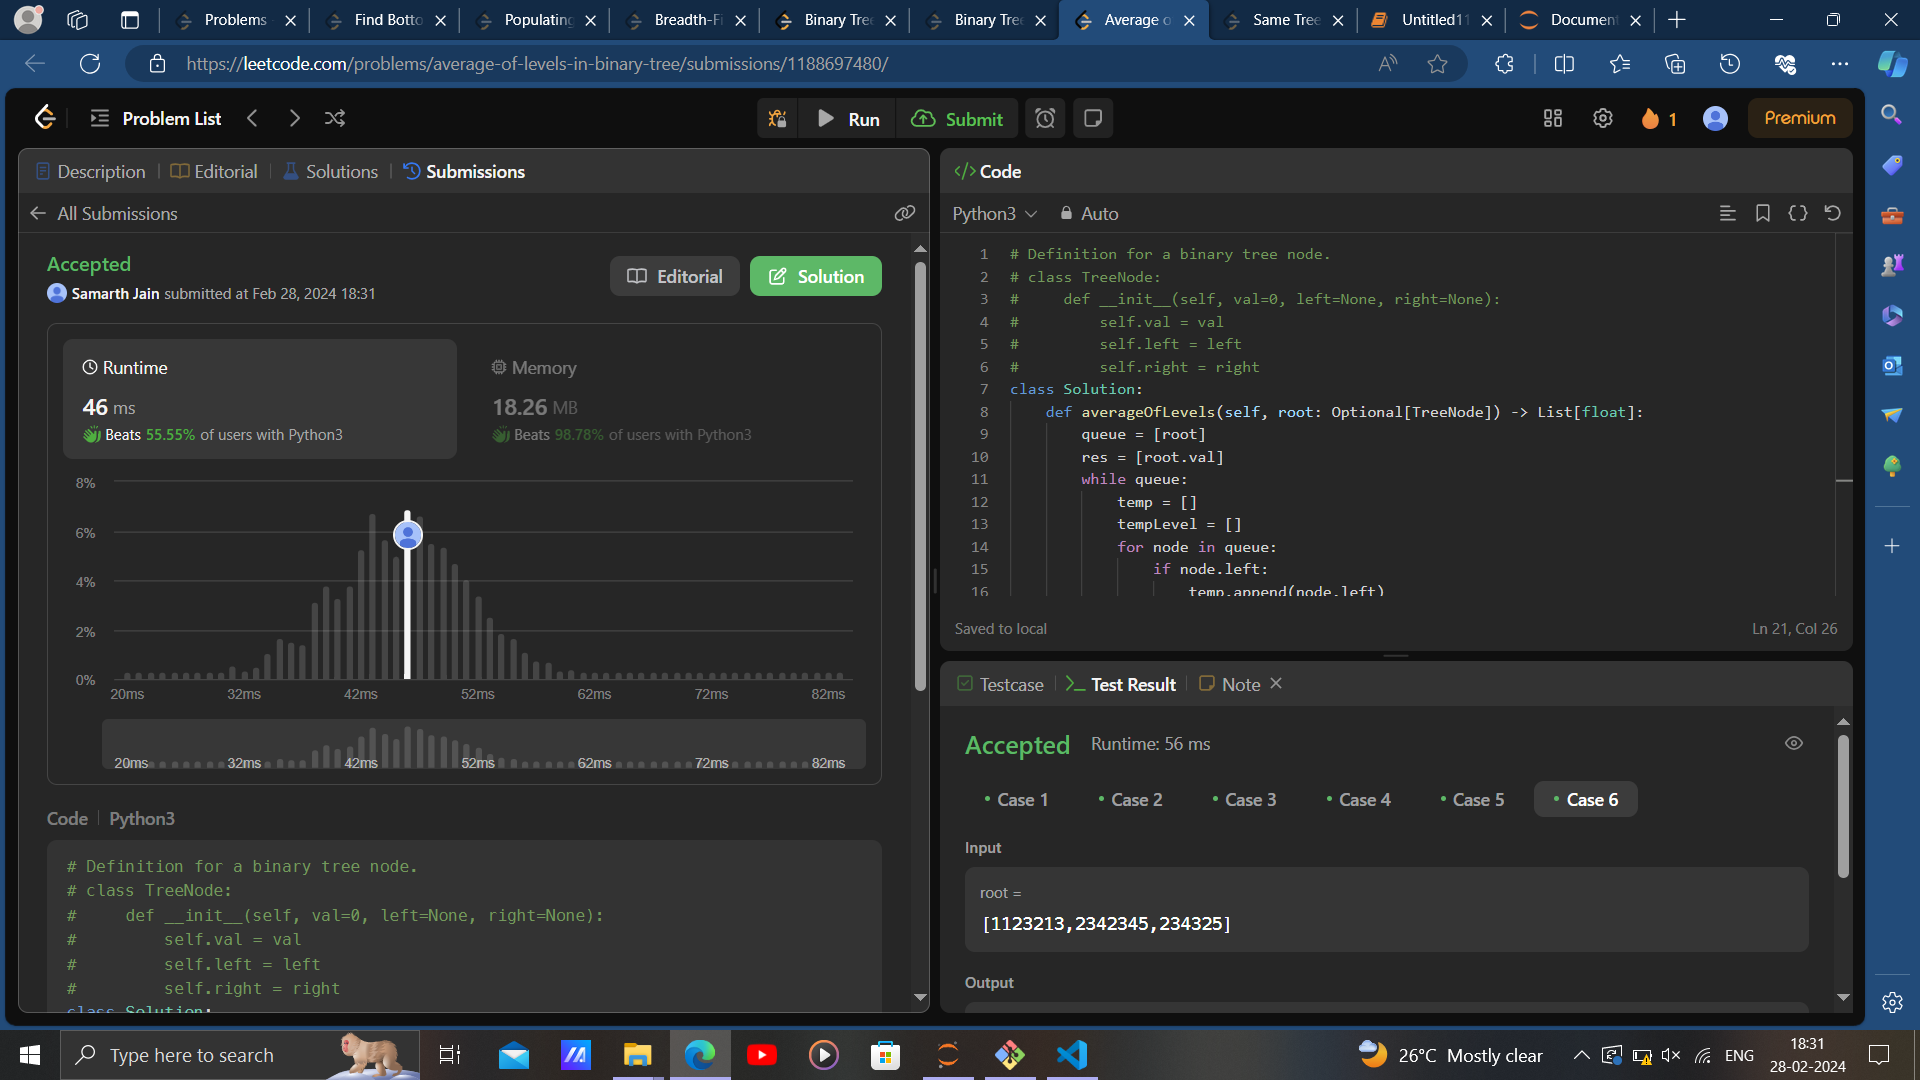 Problems
Find Botto
Populating
Breadth-Fi
Binary Tre
Binary Tre
Average o
Same Tree
Untitled1
Document
https://leetcode.com/problems/average-of-levels-in-binary-tree/submissions/1188697480/
Problem List
Run
Submit
1
Premium
Description
Editorial
Solutions
Submissions
All Submissions
Accepted
Samarth Jain submitted at Feb 28, 2024 18:31
Editorial
Solution
Runtime
46 ms
Beats 55.55% of users with Python3
Memory
18.26 MB
Beats 98.78% of users with Python3
8%
6%
4%
2%
0%
20ms 32ms 42ms 52ms 62ms 72ms 82ms
20ms 32ms 42ms 52ms 62ms 72ms 82ms
Code | Python3
# Definition for a binary tree node.
# class TreeNode:
#     def __init__(self, val=0, left=None, right=None):
#         self.val = val
#         self.left = left
#         self.right = right
class Solution:
Code
Python3
Auto
1 # Definition for a binary tree node.
2 # class TreeNode:
3 #     def __init__(self, val=0, left=None, right=None):
4 #         self.val = val
5 #         self.left = left
6 #         self.right = right
7 class Solution:
8     def averageOfLevels(self, root: Optional[TreeNode]) -> List[float]:
9         queue = [root]
10         res = [root.val]
11         while queue:
12             temp = []
13             tempLevel = []
14             for node in queue:
15                 if node.left:
16                     temp.append(node.left)
Saved to local
Ln 21, Col 26
Testcase
Test Result
Note
Accepted
Runtime: 56 ms
Case 1
Case 2
Case 3
Case 4
Case 5
Case 6
Input
root =
[1123213,2342345,234325]
Output
Type here to search
26°C Mostly clear
ENG
18:31
28-02-2024